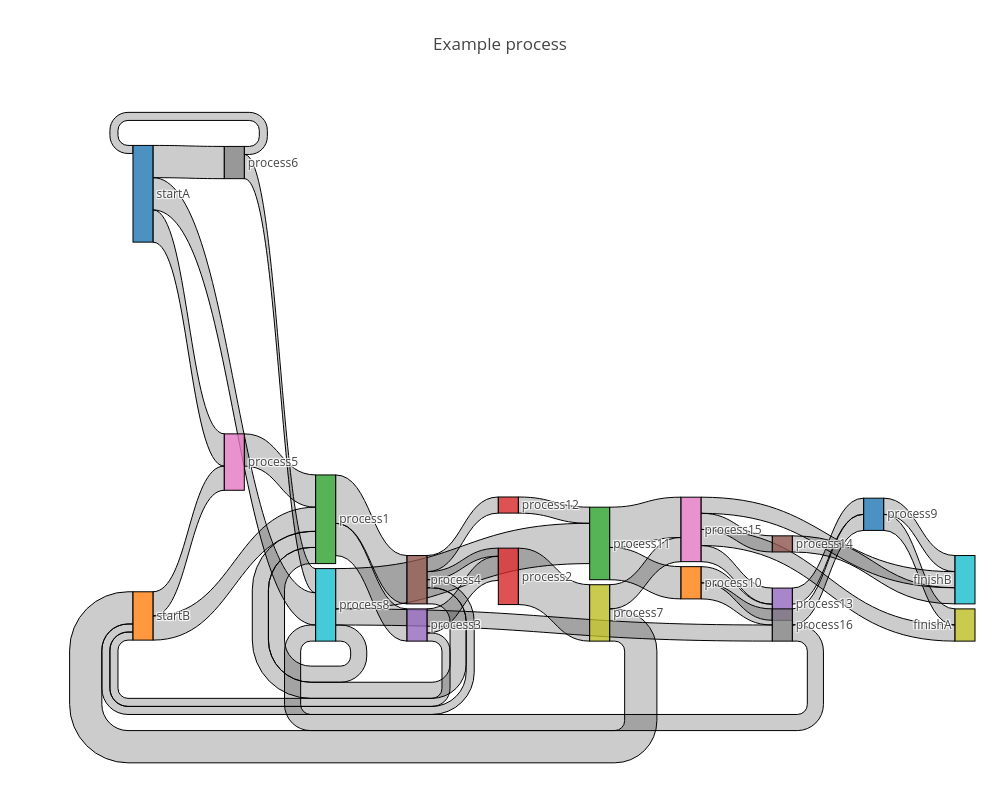 Example process
process6
startA
process5
process12
process9
process1
process15
process11
process14
process4
process2
finishB
process10
process8
process13
process7
startB
process3
process16
finishA